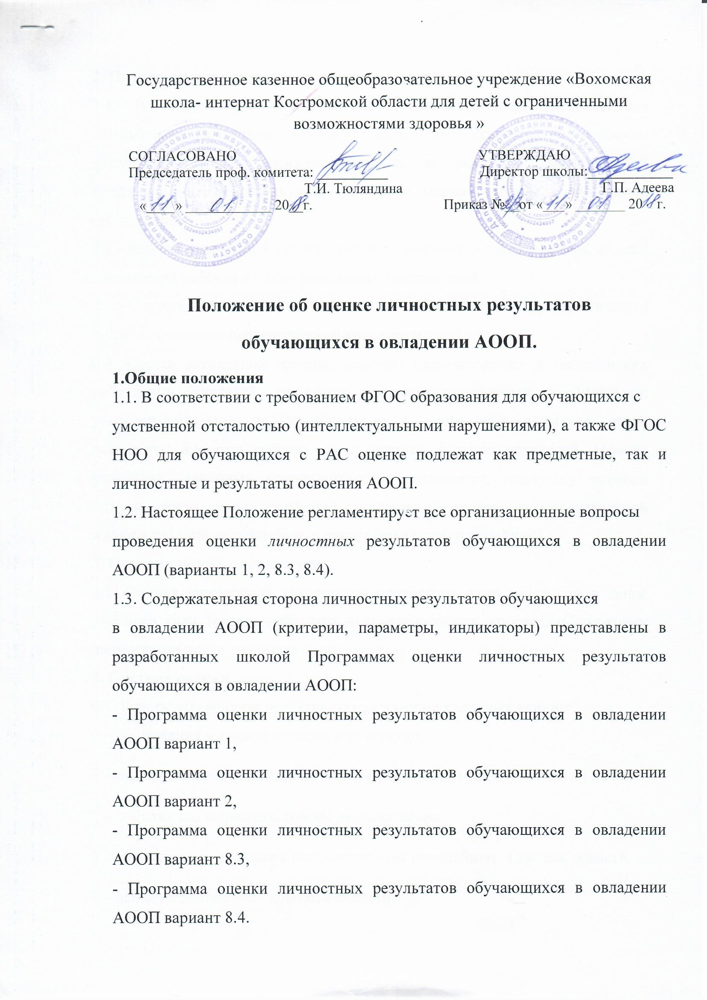 Государственное казенное общеобразовательное учреждение «Вохомская
школа- интернат Костромской области для детей с ограниченными
возможностями здоровья »
СОГЛАСОВАНО
Председатель проф. комитета: ___________
Т.И. Тюляндина
«11» 01 2018г.
УТВЕРЖДАЮ
Директор школы:____________
Г.П. Адеева
Приказ № от «11» 01 2018 г.
Положение об оценке личностных результатов
обучающихся в овладении АООП.
1.Общие положения
1.1. В соответствии с требованием ФГОС образования для обучающихся с
умственной отсталостью (интеллектуальными нарушениями), а также ФГОС
НОО для обучающихся с РАС оценке подлежат как предметные, так и
личностные и результаты освоения АООП.
1.2. Настоящее Положение регламентирует все организационные вопросы
проведения оценки личностных результатов обучающихся в овладении
АООП (варианты 1, 2, 8.3, 8.4).
1.3. Содержательная сторона личностных результатов обучающихся
в овладении АООП (критерии, параметры, индикаторы) представлены в
разработанных школой Программах оценки личностных результатов
обучающихся в овладении АООП:
- Программа оценки личностных результатов обучающихся в овладении
АООП вариант 1,
- Программа оценки личностных результатов обучающихся в овладении
АООП вариант 2,
- Программа оценки личностных результатов обучающихся в овладении
АООП вариант 8.3,
- Программа оценки личностных результатов обучающихся в овладении
АООП вариант 8.4.